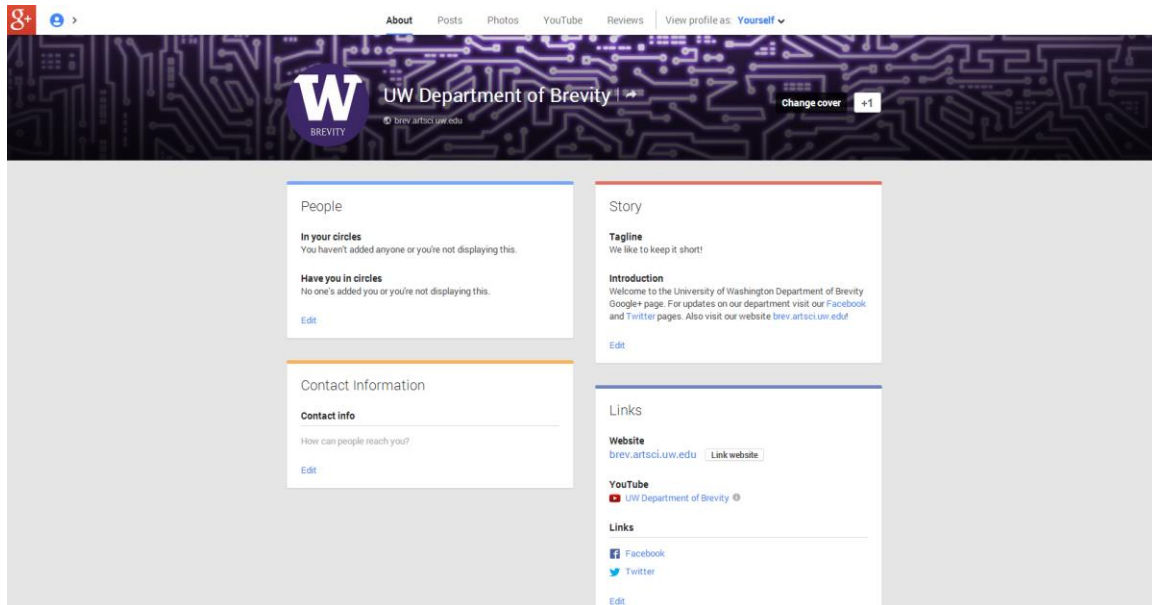 g+
About Posts Photos YouTube Reviews View profile as: Yourself
W
BREVITY
UW Department of Brevity
brev.artsci.uw.edu
Change cover +1
People
In your circles
You haven't added anyone or you're not displaying this.
Have you in circles
No one's added you or you're not displaying this.
Edit
Contact Information
Contact info
How can people reach you?
Edit
Story
Tagline
We like to keep it short!
Introduction
Welcome to the University of Washington Department of Brevity
Google+ page. For updates on our department visit our Facebook
and Twitter pages. Also visit our website brev.artsci.uw.edu!
Edit
Links
Website
brev.artsci.uw.edu Link website
YouTube
UW Department of Brevity
Links
Facebook
Twitter
Edit